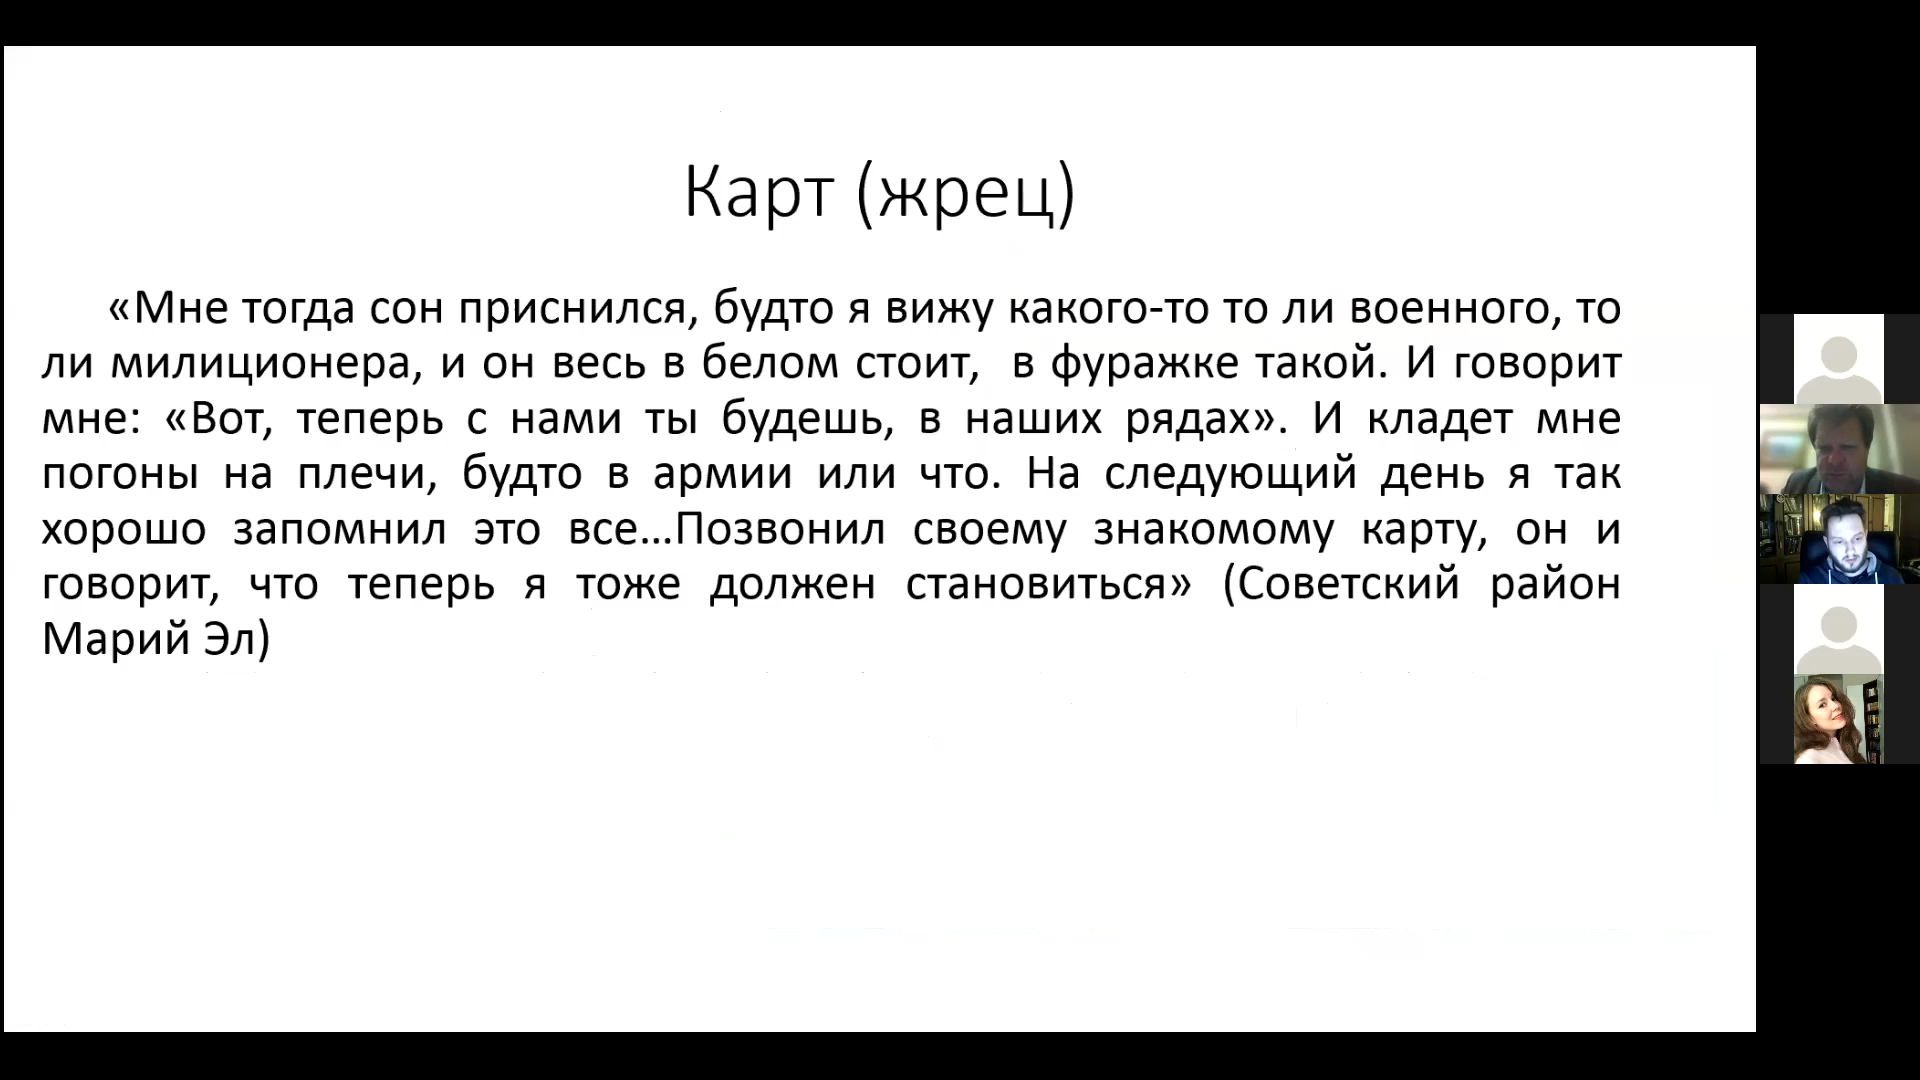 Карт (жрец)
«Мне тогда сон приснился, будто я вижу какого-то то ли военного, то
ли милиционера, и он весь в белом стоит,  в фуражке такой. И говорит
мне: «Вот, теперь с нами ты будешь, в наших рядах». И кладет мне
погоны на плечи, будто в армии или что. На следующий день я так
хорошо запомнил это все...Позвонил своему знакомому карту, он и
говорит, что теперь я тоже должен становиться» (Советский район
Марий Эл)